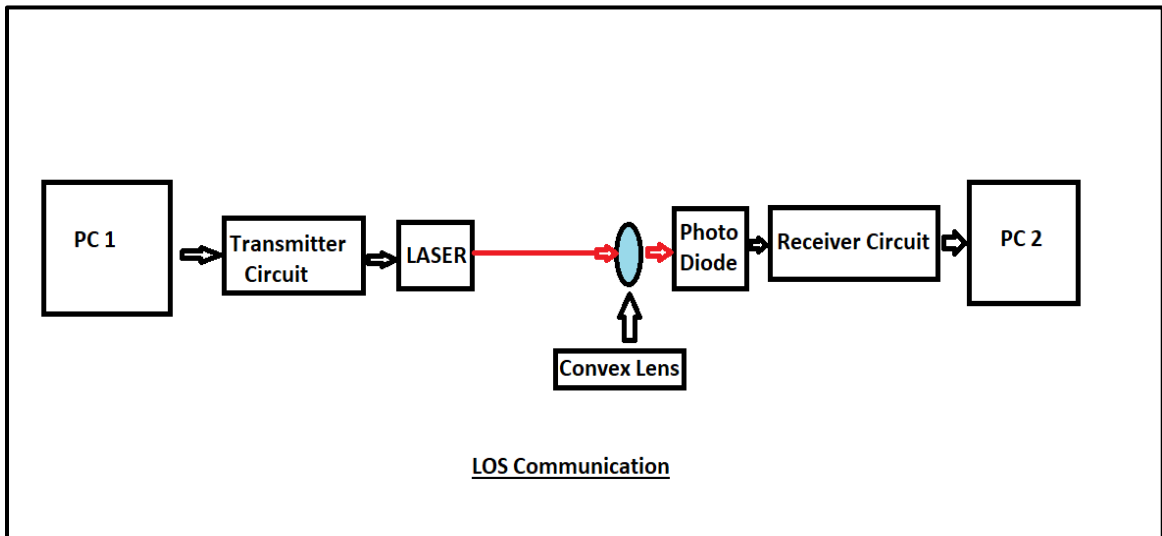 PC 1
Transmitter
Circuit
LASER
Photo
Diode
Receiver Circuit
PC 2
Convex Lens
LOS Communication